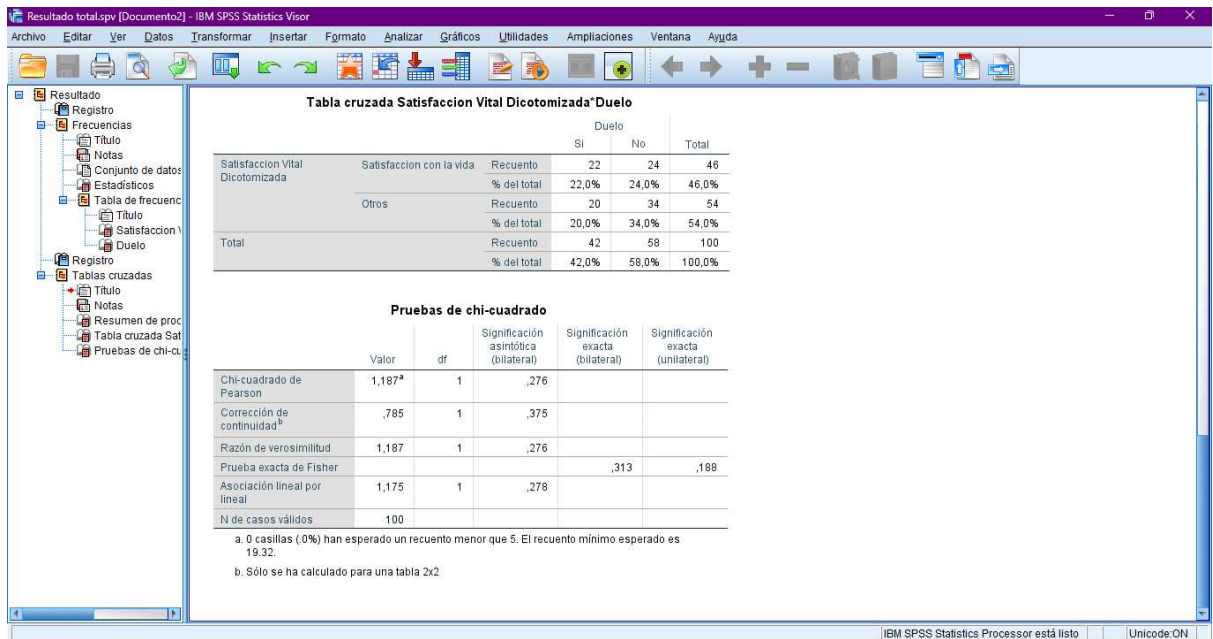 Resultado total.spv [Documento2] - IBM SPSS Statistics Visor
Archivo Editar Ver Datos Transformar Insertar Formato Analizar Gráficos Utilidades Ampliaciones Ventana Ayuda
Resultado
Registro
Frecuencias
Título
Notas
Conjunto de datos
Estadísticos
Tabla de frecuenc
Título
Satisfaccion V
Duelo
Registro
Tablas cruzadas
Título
Notas
Resumen de proc
Tabla cruzada Sat
Pruebas de chi-cu
Tabla cruzada Satisfaccion Vital Dicotomizada*Duelo
Duelo
Si No Total
Satisfaccion Vital Dicotomizada Satisfaccion con la vida Recuento 22 24 46
% del total 22,0% 24,0% 46,0%
Otros Recuento 20 34 54
% del total 20,0% 34,0% 54,0%
Total Recuento 42 58 100
% del total 42,0% 58,0% 100,0%
Pruebas de chi-cuadrado
Valor df Significación asintótica (bilateral) Significación exacta (bilateral) Significación exacta (unilateral)
Chi-cuadrado de Pearson 1,187a 1 ,276
Corrección de continuidadb ,785 1 ,375
Razón de verosimilitud 1,187 1 ,276
Prueba exacta de Fisher ,313 ,188
Asociación lineal por lineal 1,175 1 ,278
N de casos válidos 100
a. 0 casillas (.0%) han esperado un recuento menor que 5. El recuento mínimo esperado es
19.32.
b. Sólo se ha calculado para una tabla 2x2
IBM SPSS Statistics Processor está listo Unicode:ON